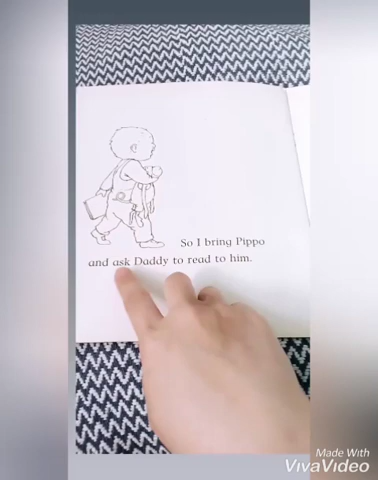 So I bring Pippo
and ask Daddy to read to him.
Made With
VivaVideo